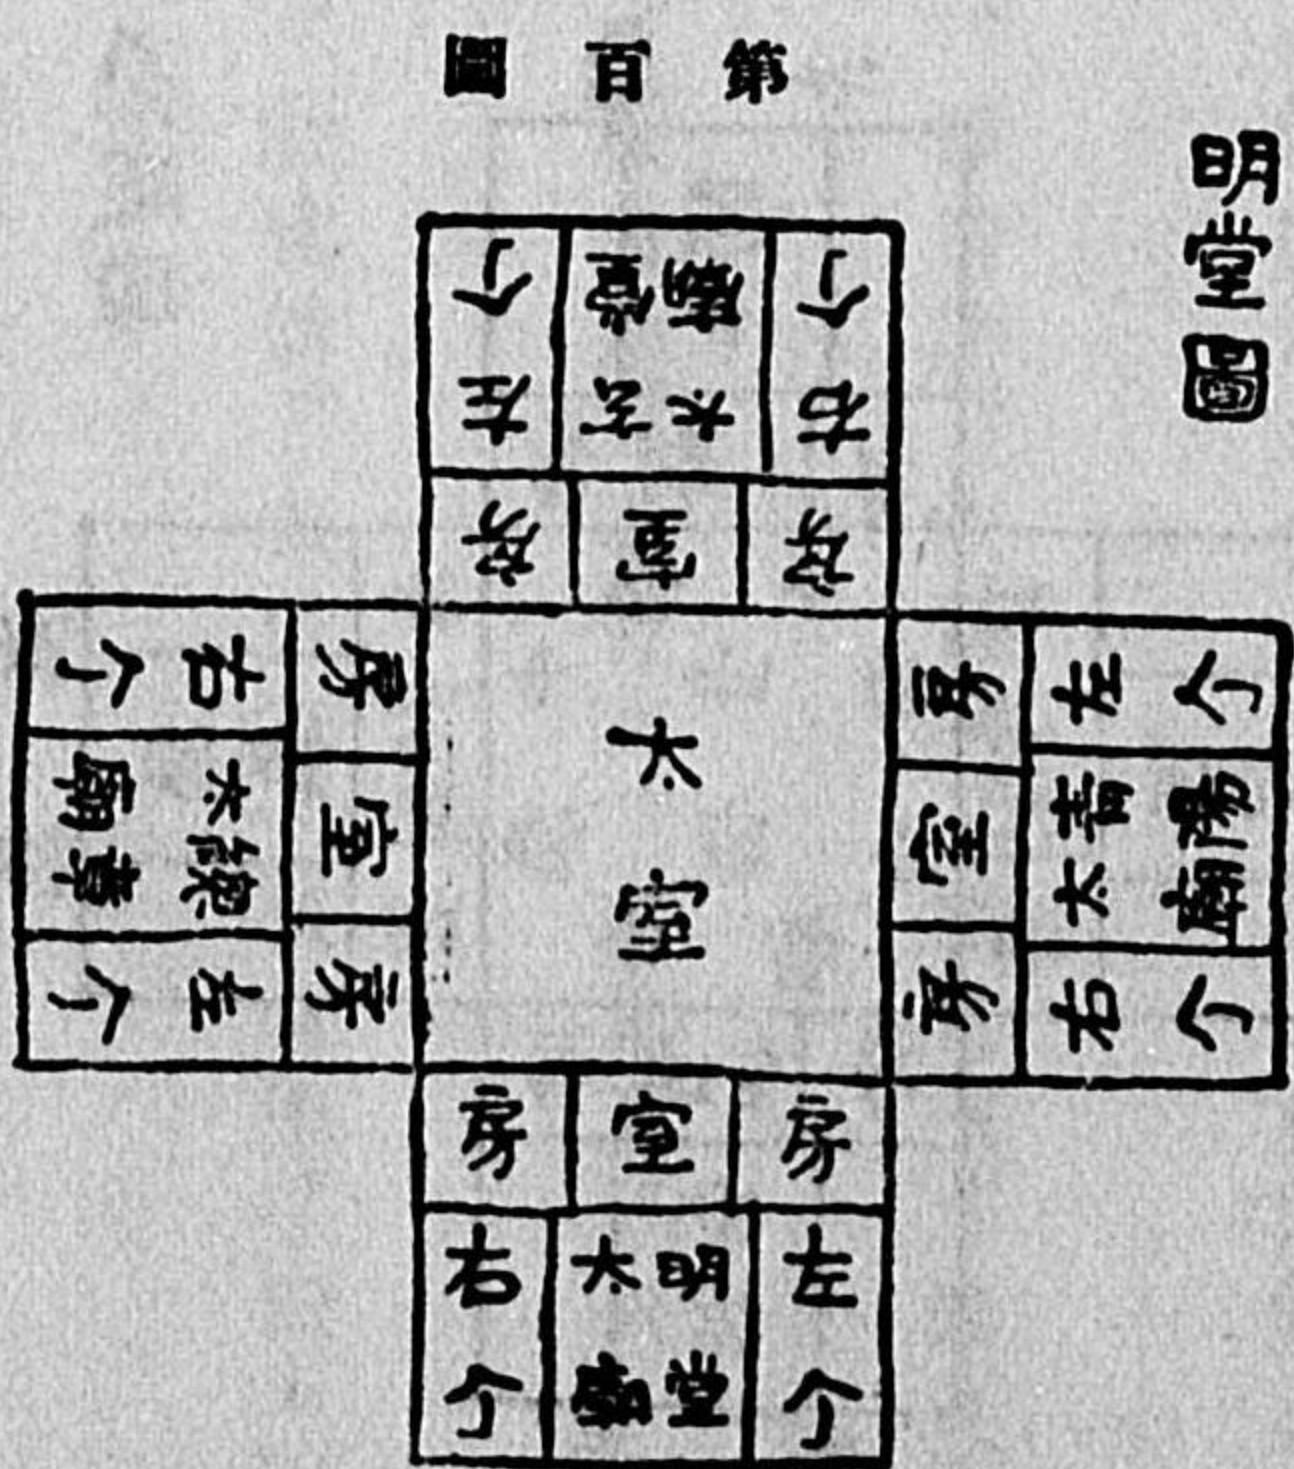 第百圖
明堂圖
右个
玄堂
太廟
左个
房
室
房
右个
總章
太廟
左个
房
室
房
太室
房
室
房
左个
青陽
太廟
右个
房
室
房
左个
明堂
太廟
右个